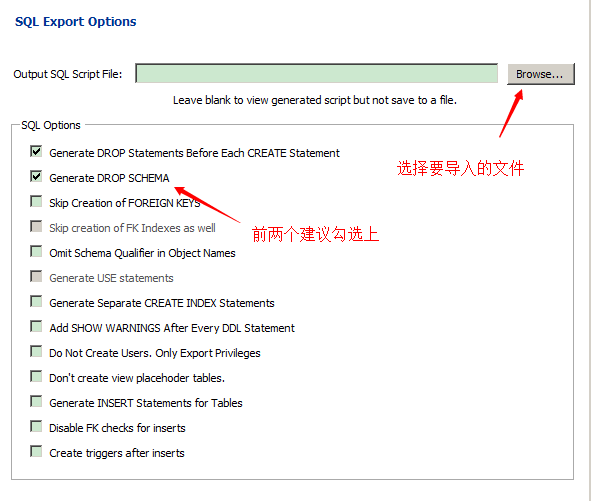 SQL Export Options
Output SQL Script File:
Browse...
Leave blank to view generated script but not save to a file.
选择要导入的文件
SQL Options
Generate DROP Statements Before Each CREATE Statement
Generate DROP SCHEMA
Skip Creation of FOREIGN KEYS
Skip creation of FK Indexes as well
前两个建议勾选上
Omit Schema Qualifier in Object Names
Generate USE statements
Generate Separate CREATE INDEX Statements
Add SHOW WARNINGS After Every DDL Statement
Do Not Create Users. Only Export Privileges
Don't create view placehoder tables.
Generate INSERT Statements for Tables
Disable FK checks for inserts
Create triggers after inserts